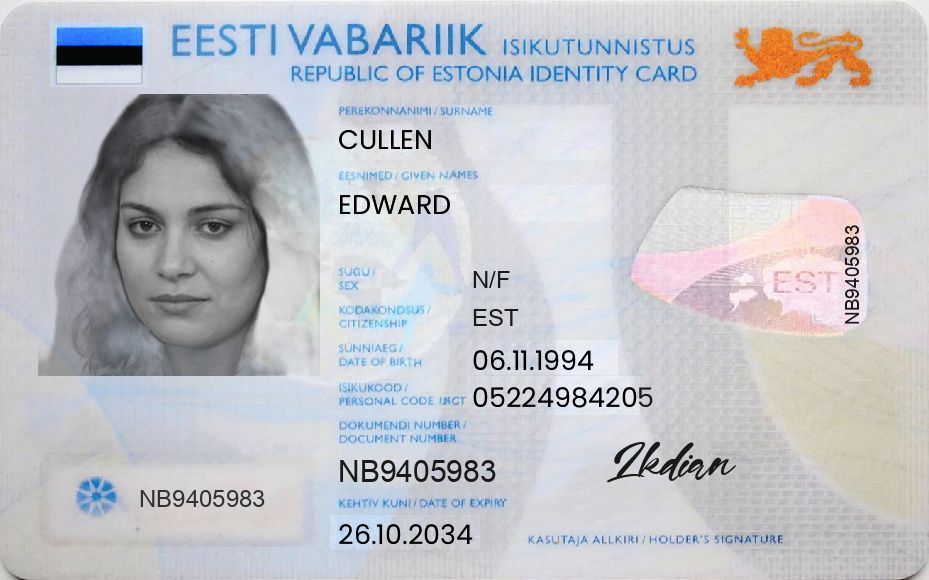 EESTI VABARIIK ISIKUTUNNISTUS
REPUBLIC OF ESTONIA IDENTITY CARD
PEREKONNANIMI / SURNAME
CULLEN
EESNIMED / GIVEN NAMES
EDWARD
SUGU /
SEX
N/F
KODAKONDSUS /
CITIZENSHIP
EST
SÜNNIAEG /
DATE OF BIRTH
06.11.1994
ISIKUKOOD /
PERSONAL CODE
05224984205
DOKUMENDI NUMBER /
DOCUMENT NUMBER
NB9405983
KEHTIV KUNI / DATE OF EXPIRY
26.10.2034
NB9405983
EST
NB9405983
KASUTAJA ALLKIRI / HOLDER'S SIGNATURE